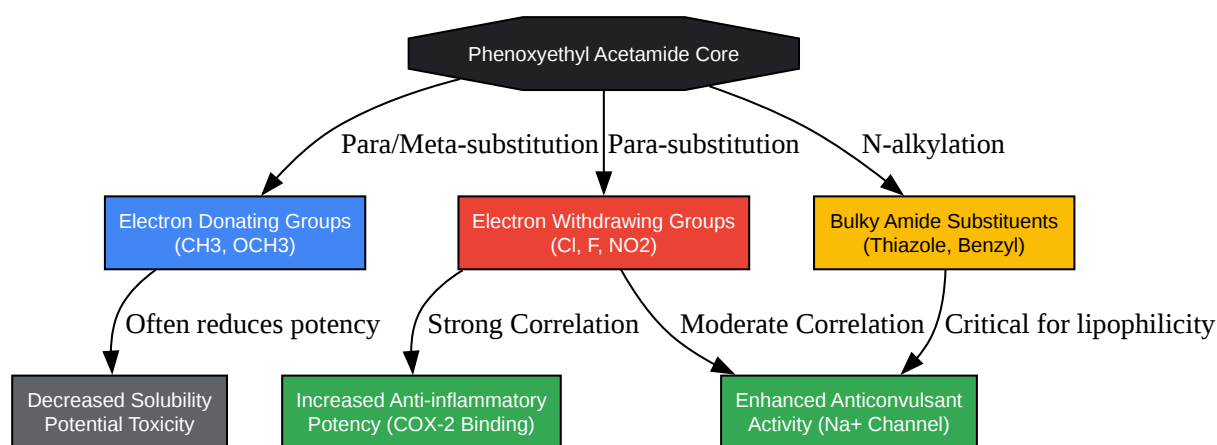 Phenoxyethyl Acetamide Core
Para/Meta-substitution
Para-substitution
N-alkylation
Electron Donating Groups
(CH3, OCH3)
Electron Withdrawing Groups
(Cl, F, NO2)
Bulky Amide Substituents
(Thiazole, Benzyl)
Often reduces potency
Strong Correlation
Moderate Correlation
Critical for lipophilicity
Decreased Solubility
Potential Toxicity
Increased Anti-inflammatory
Potency (COX-2 Binding)
Enhanced Anticonvulsant
Activity (Na+ Channel)